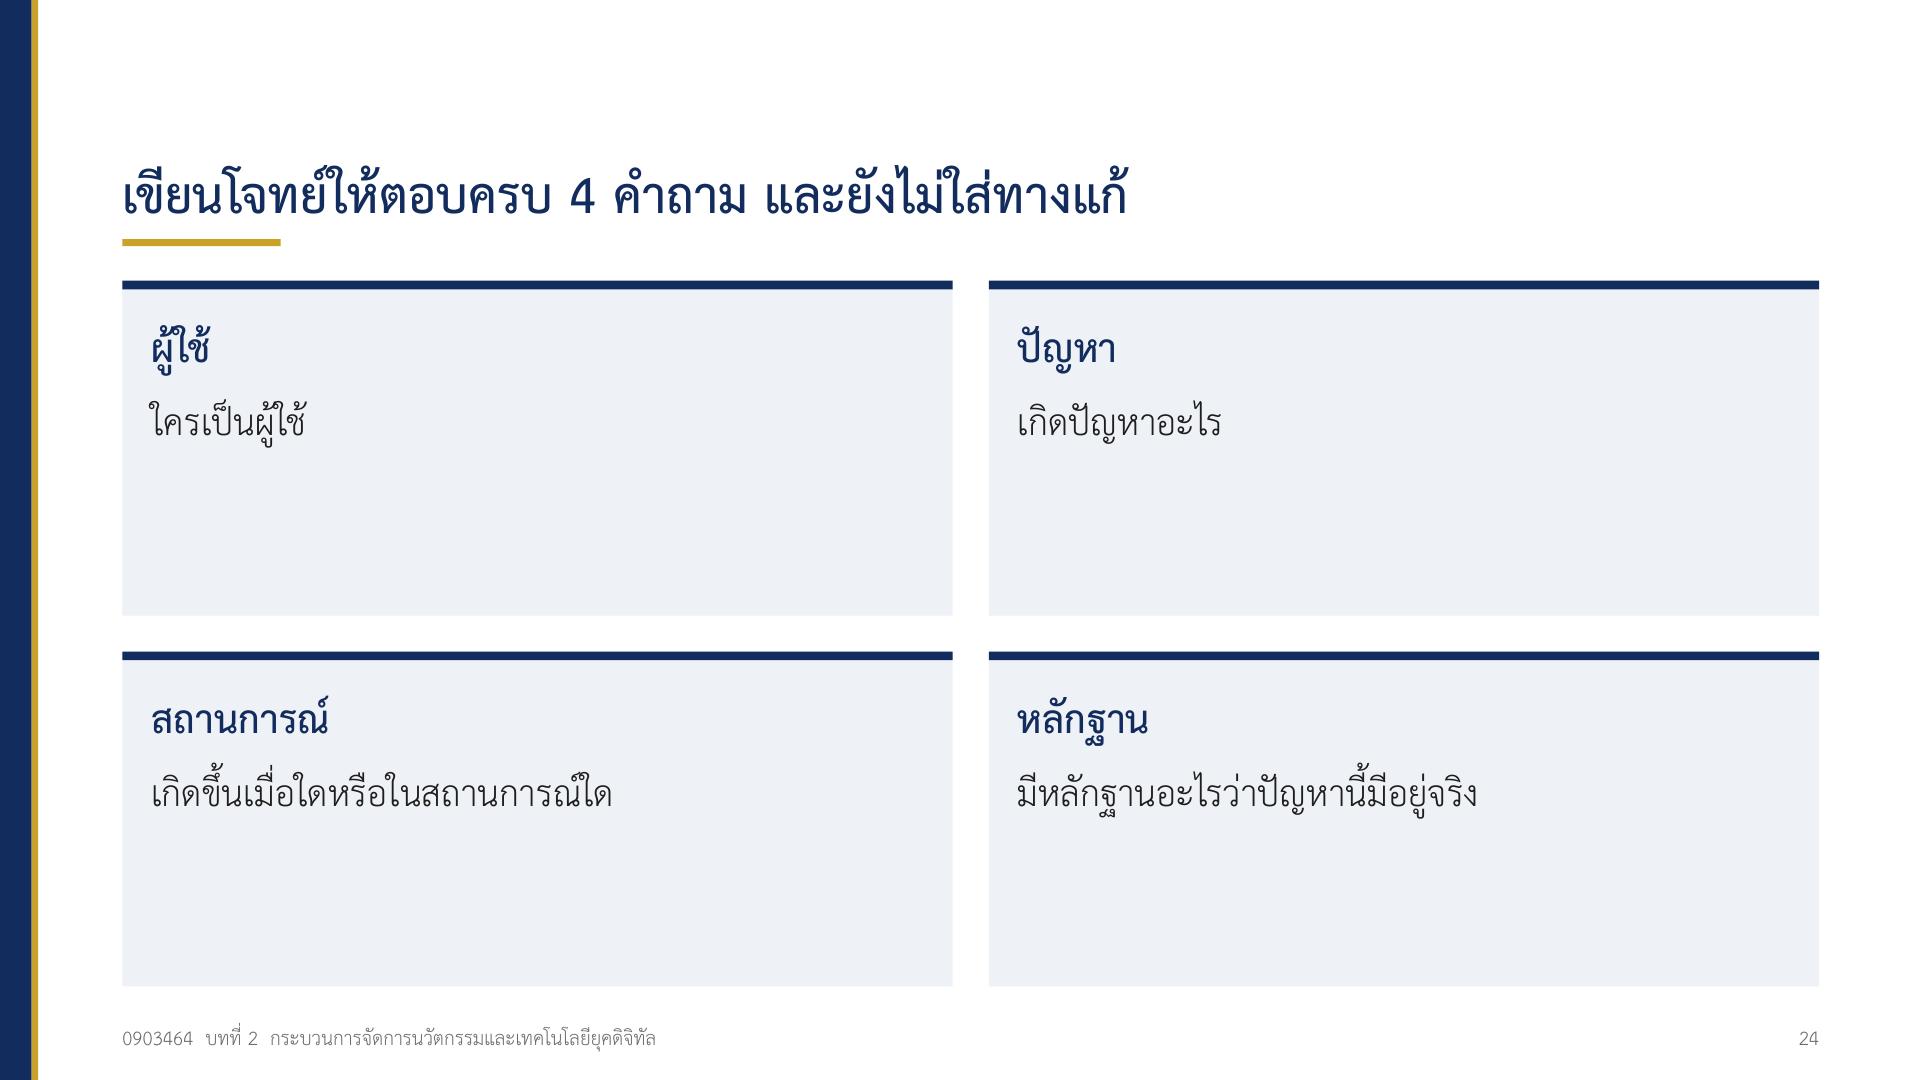 เขียนโจทย์ให้ตอบครบ 4 คำถาม และยังไม่ใส่ทางแก้
ผู้ใช้
ใครเป็นผู้ใช้
ปัญหา
เกิดปัญหาอะไร
สถานการณ์
เกิดขึ้นเมื่อใดหรือในสถานการณ์ใด
หลักฐาน
มีหลักฐานอะไรว่าปัญหานี้มีอยู่จริง
0903464 บทที่ 2 กระบวนการจัดการนวัตกรรมและเทคโนโลยียุคดิจิทัล
24